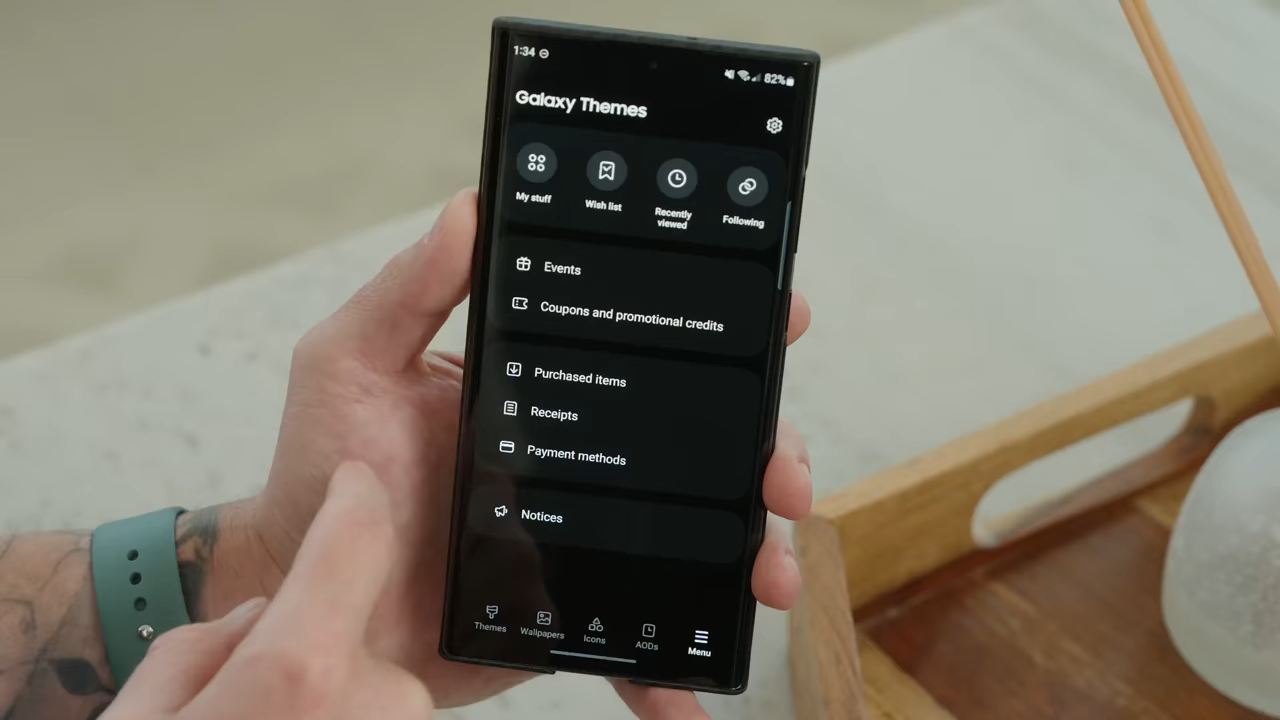 1:34
82%
Galaxy Themes
My stuff
Wish list
Recently
viewed
Following
Events
Coupons and promotional credits
Purchased items
Receipts
Payment methods
Notices
Themes
Wallpapers
Icons
AODs
Menu